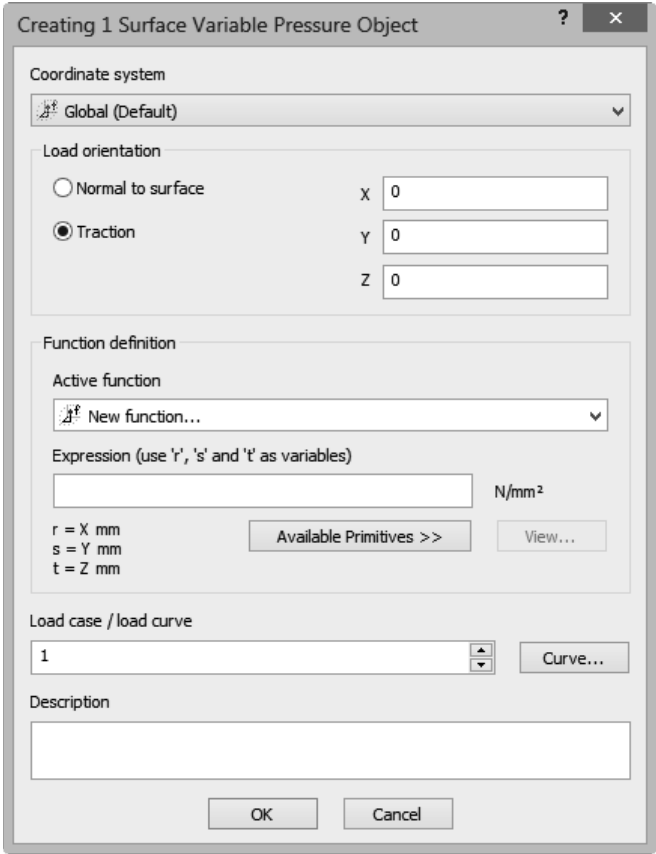 Creating 1 Surface Variable Pressure Object
?
Coordinate system
Global (Default)
Load orientation
Normal to surface
X 0
Traction
Y 0
Z 0
Function definition
Active function
New function...
Expression (use 'r', 's' and 't' as variables)
N/mm²
r = X mm
s = Y mm
t = Z mm
Available Primitives >>
View...
Load case / load curve
1
Curve...
Description
OK Cancel